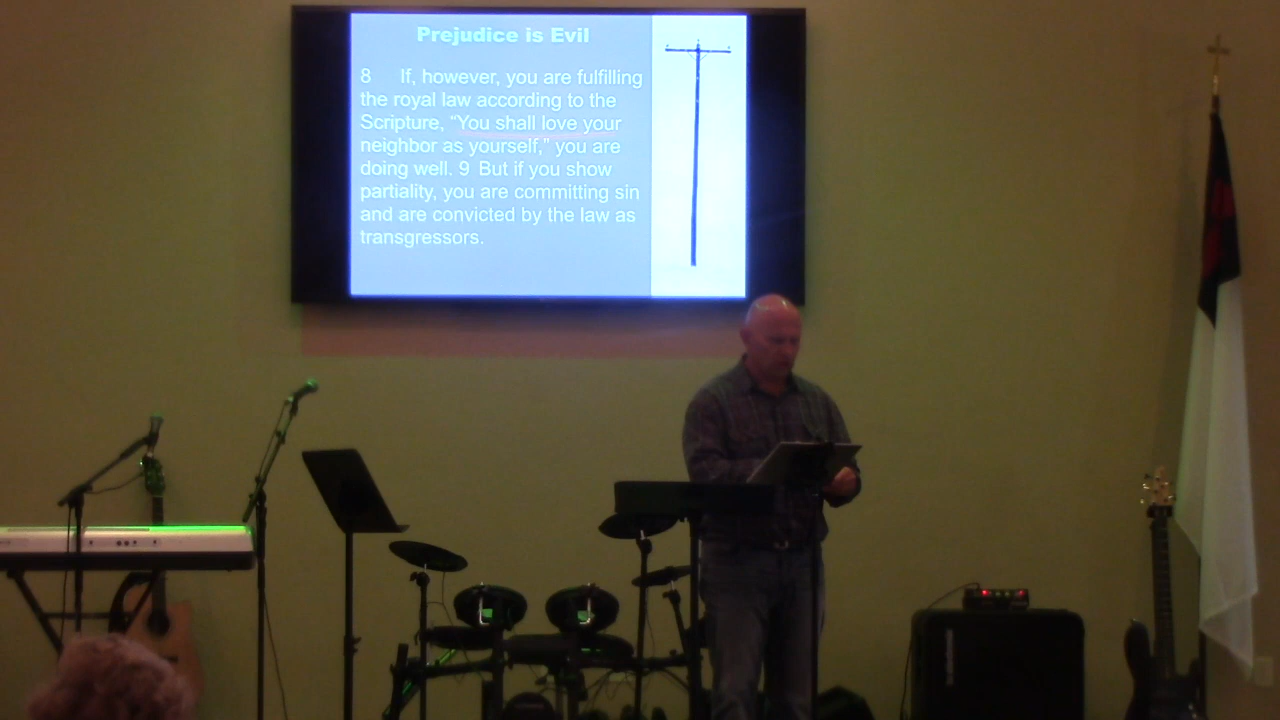 Prejudice is Evil
8 If, however, you are fulfilling
the royal law according to the
Scripture, “You shall love your
neighbor as yourself,” you are
doing well. 9 But if you show
partiality, you are committing sin
and are convicted by the law as
transgressors.